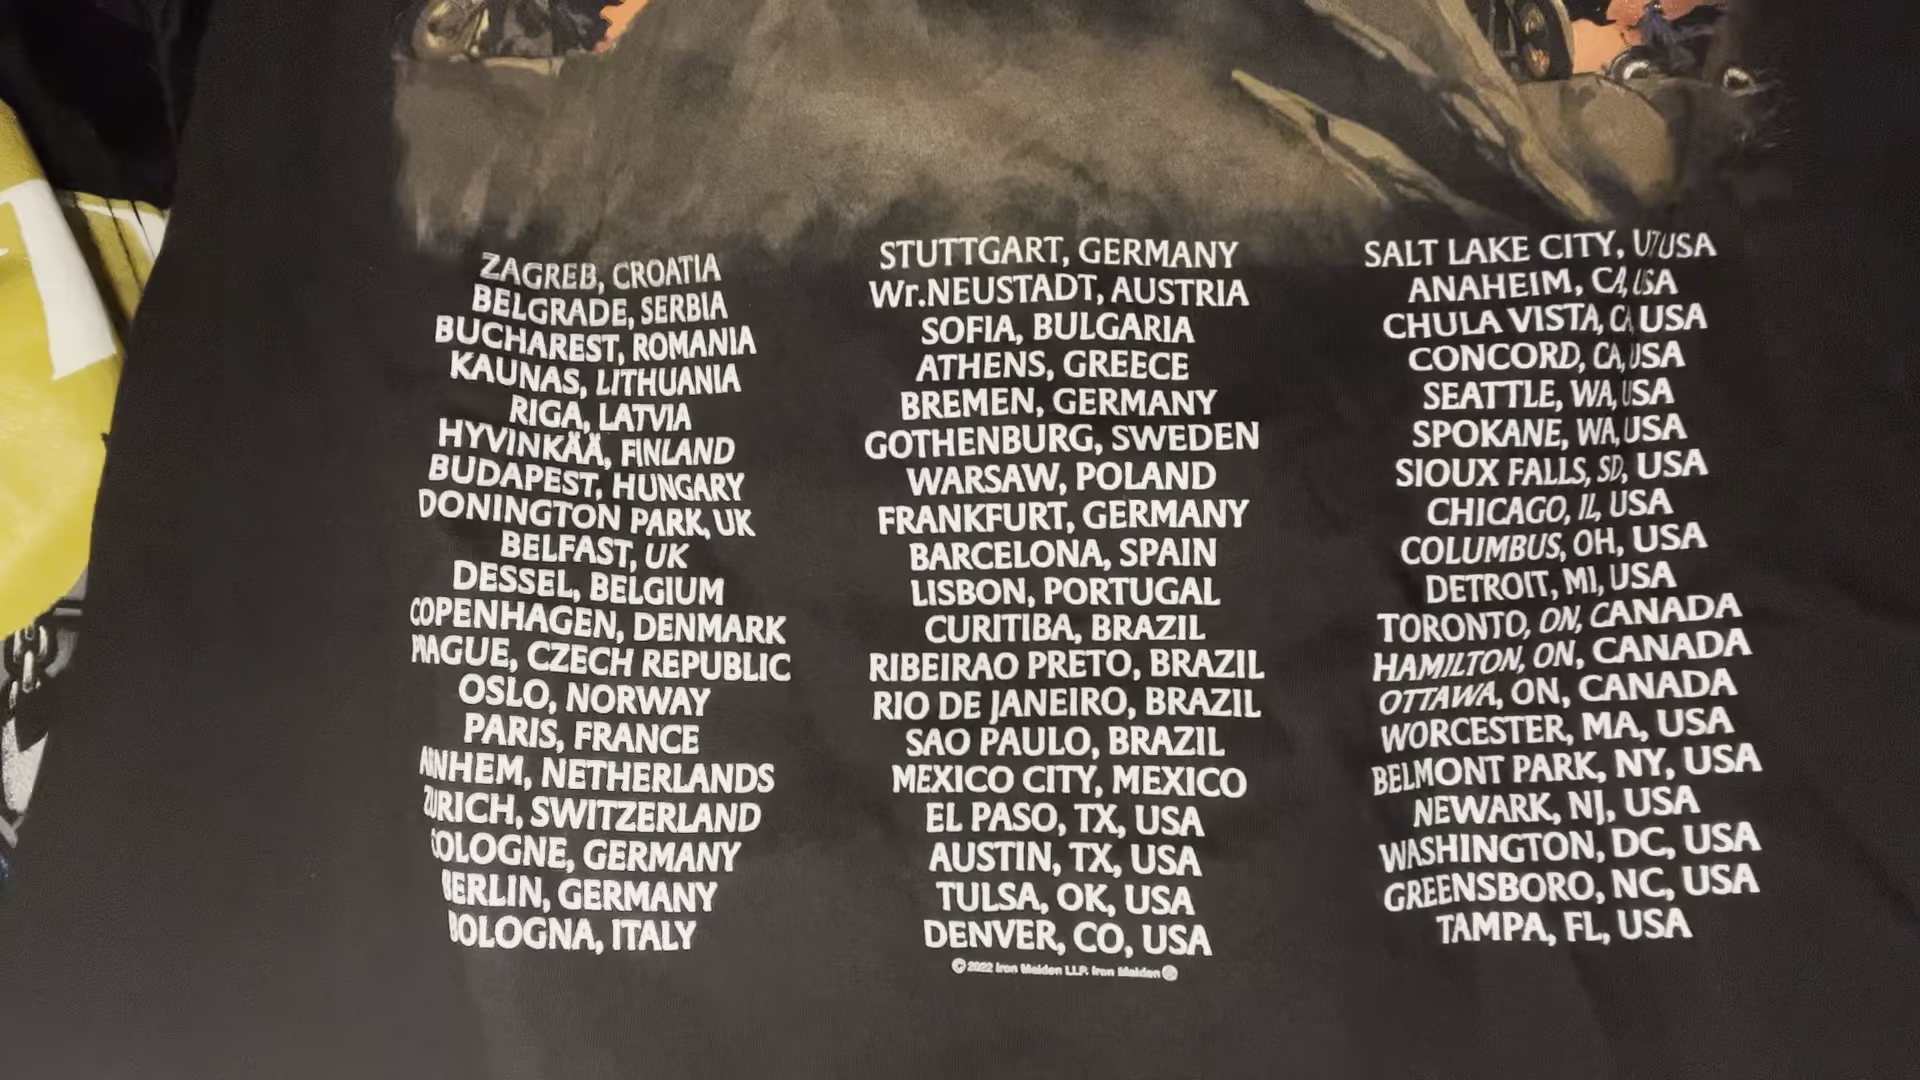 ZAGREB, CROATIA
BELGRADE, SERBIA
BUCHAREST, ROMANIA
KAUNAS, LITHUANIA
RIGA, LATVIA
HYVINKÄÄ, FINLAND
BUDAPEST, HUNGARY
DONINGTON PARK, UK
BELFAST, UK
DESSEL, BELGIUM
COPENHAGEN, DENMARK
PRAGUE, CZECH REPUBLIC
OSLO, NORWAY
PARIS, FRANCE
ARNHEM, NETHERLANDS
ZURICH, SWITZERLAND
COLOGNE, GERMANY
BERLIN, GERMANY
BOLOGNA, ITALY
STUTTGART, GERMANY
Wr.NEUSTADT, AUSTRIA
SOFIA, BULGARIA
ATHENS, GREECE
BREMEN, GERMANY
GOTHENBURG, SWEDEN
WARSAW, POLAND
FRANKFURT, GERMANY
BARCELONA, SPAIN
LISBON, PORTUGAL
CURITIBA, BRAZIL
RIBEIRAO PRETO, BRAZIL
RIO DE JANEIRO, BRAZIL
SAO PAULO, BRAZIL
MEXICO CITY, MEXICO
EL PASO, TX, USA
AUSTIN, TX, USA
TULSA, OK, USA
DENVER, CO, USA
© 2022 Iron Maiden LLP. Iron Maiden ®
SALT LAKE CITY, UT, USA
ANAHEIM, CA, USA
CHULA VISTA, CA, USA
CONCORD, CA, USA
SEATTLE, WA, USA
SPOKANE, WA, USA
SIOUX FALLS, SD, USA
CHICAGO, IL, USA
COLUMBUS, OH, USA
DETROIT, MI, USA
TORONTO, ON, CANADA
HAMILTON, ON, CANADA
OTTAWA, ON, CANADA
WORCESTER, MA, USA
BELMONT PARK, NY, USA
NEWARK, NJ, USA
WASHINGTON, DC, USA
GREENSBORO, NC, USA
TAMPA, FL, USA